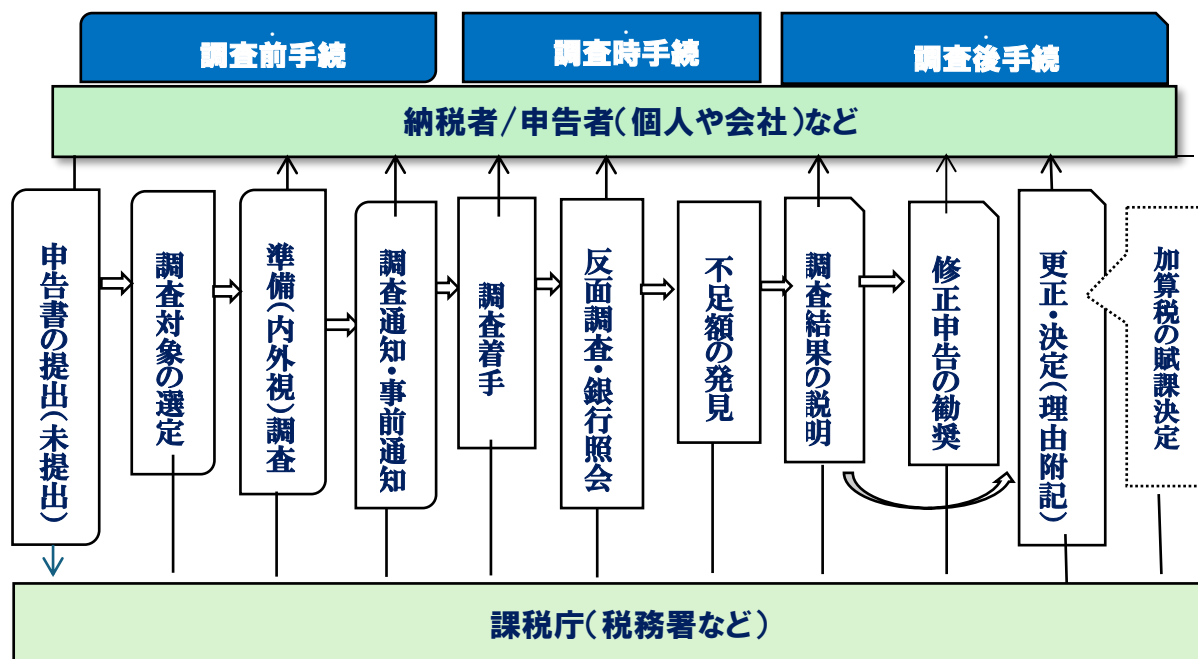 調査前手続
調査時手続
調査後手続
納税者/申告者(個人や会社)など
申告書の提出(未提出)
調査対象の選定
準備(内外視)調査
調査通知・事前通知
調査着手
反面調査・銀行照会
不足額の発見
調査結果の説明
修正申告の勧奨
更正・決定(理由附記)
加算税の賦課決定
課税庁(税務署など)